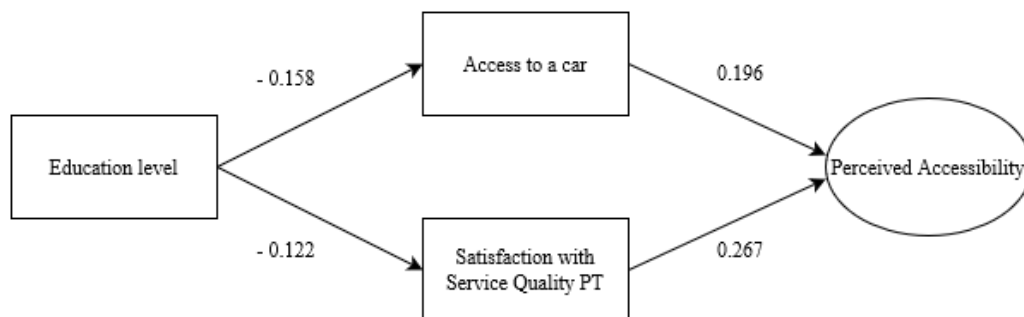 Access to a car
- 0.158
0.196
Education level
Perceived Accessibility
- 0.122
Satisfaction with
Service Quality PT
0.267